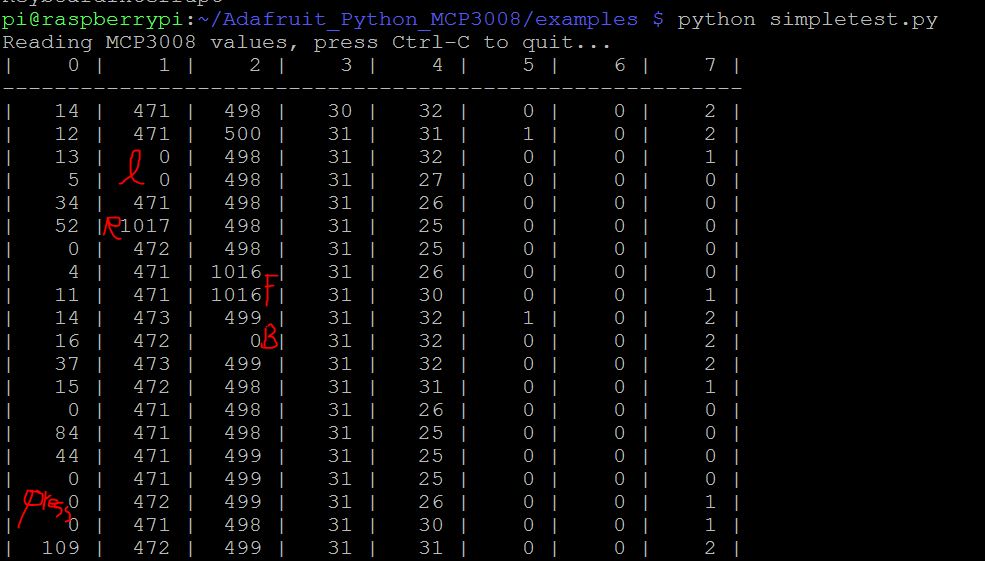 pi@raspberrypi:~/Adafruit_Python_MCP3008/examples $ python simpletest.py
Reading MCP3008 values, press Ctrl-C to quit...
| 0 | 1 | 2 | 3 | 4 | 5 | 6 | 7 |
---------------------------------------------------------
| 14 | 471 | 498 | 30 | 32 | 0 | 0 | 2 |
| 12 | 471 | 500 | 31 | 31 | 1 | 0 | 2 |
| 13 | l 0 | 498 | 31 | 32 | 0 | 0 | 1 |
| 5 | 0 | 498 | 31 | 27 | 0 | 0 | 0 |
| 34 | 471 | 498 | 31 | 26 | 0 | 0 | 0 |
| 52 | R 1017 | 498 | 31 | 25 | 0 | 0 | 0 |
| 0 | 472 | 498 | 31 | 25 | 0 | 0 | 0 |
| 4 | 471 | 1016 | 31 | 26 | 0 | 0 | 0 |
| 11 | 471 | 1016 F | 31 | 30 | 0 | 0 | 1 |
| 14 | 473 | 499 | 31 | 32 | 1 | 0 | 2 |
| 16 | 472 | 0 B | 31 | 32 | 0 | 0 | 2 |
| 37 | 473 | 499 | 31 | 32 | 0 | 0 | 2 |
| 15 | 472 | 498 | 31 | 31 | 0 | 0 | 1 |
| 0 | 471 | 498 | 31 | 26 | 0 | 0 | 0 |
| 84 | 471 | 498 | 31 | 25 | 0 | 0 | 0 |
| 44 | 471 | 499 | 31 | 25 | 0 | 0 | 0 |
| 0 | 471 | 499 | 31 | 25 | 0 | 0 | 0 |
| press 0 | 472 | 499 | 31 | 26 | 0 | 0 | 1 |
| 0 | 471 | 498 | 31 | 30 | 0 | 0 | 1 |
| 109 | 472 | 499 | 31 | 31 | 0 | 0 | 2 |